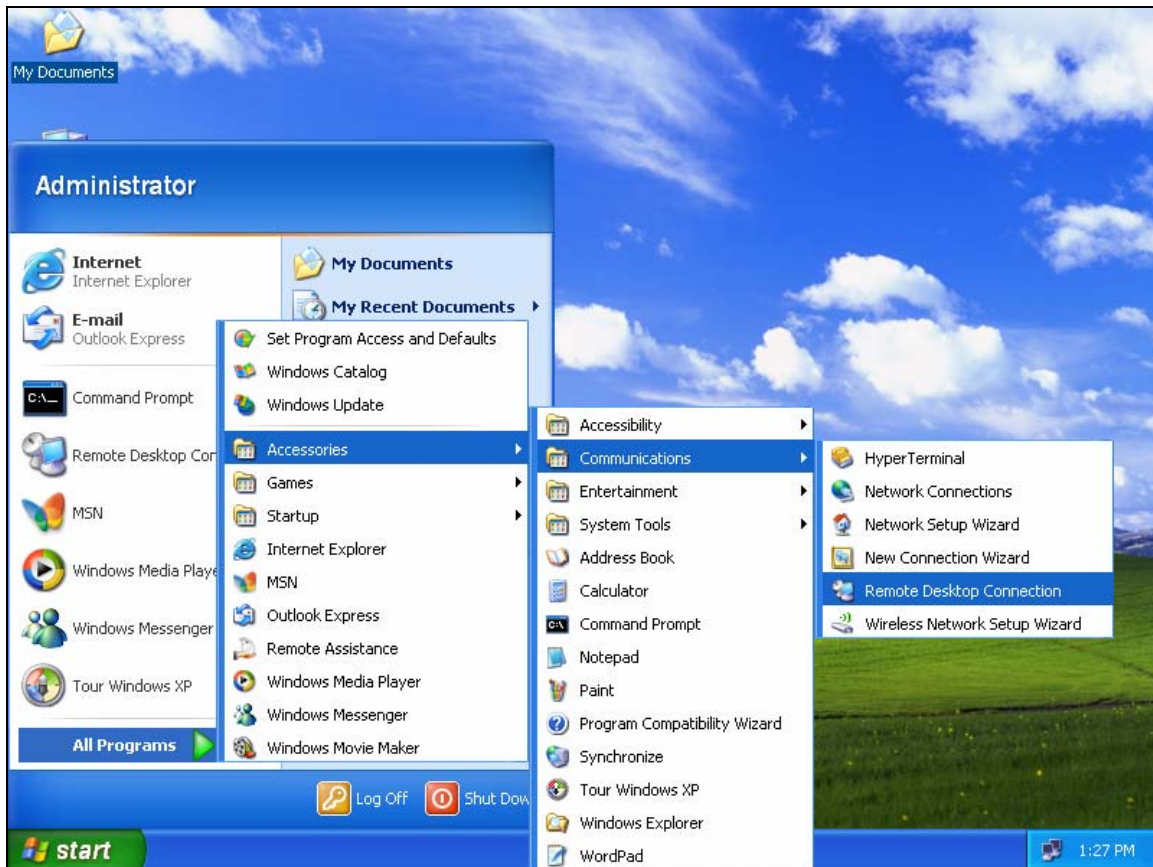 My Documents
Administrator
Internet
Internet Explorer
E-mail
Outlook Express
C:\_ Command Prompt
Remote Desktop Con
MSN
Windows Media Playe
Windows Messenger
Tour Windows XP
All Programs
My Documents
My Recent Documents
Set Program Access and Defaults
Windows Catalog
Windows Update
Accessories
Games
Startup
Internet Explorer
MSN
Outlook Express
Remote Assistance
Windows Media Player
Windows Messenger
Windows Movie Maker
Accessibility
Communications
Entertainment
System Tools
Address Book
Calculator
Command Prompt
Notepad
Paint
Program Compatibility Wizard
Synchronize
Tour Windows XP
Windows Explorer
WordPad
HyperTerminal
Network Connections
Network Setup Wizard
New Connection Wizard
Remote Desktop Connection
Wireless Network Setup Wizard
Log Off
Shut Dow
start
1:27 PM